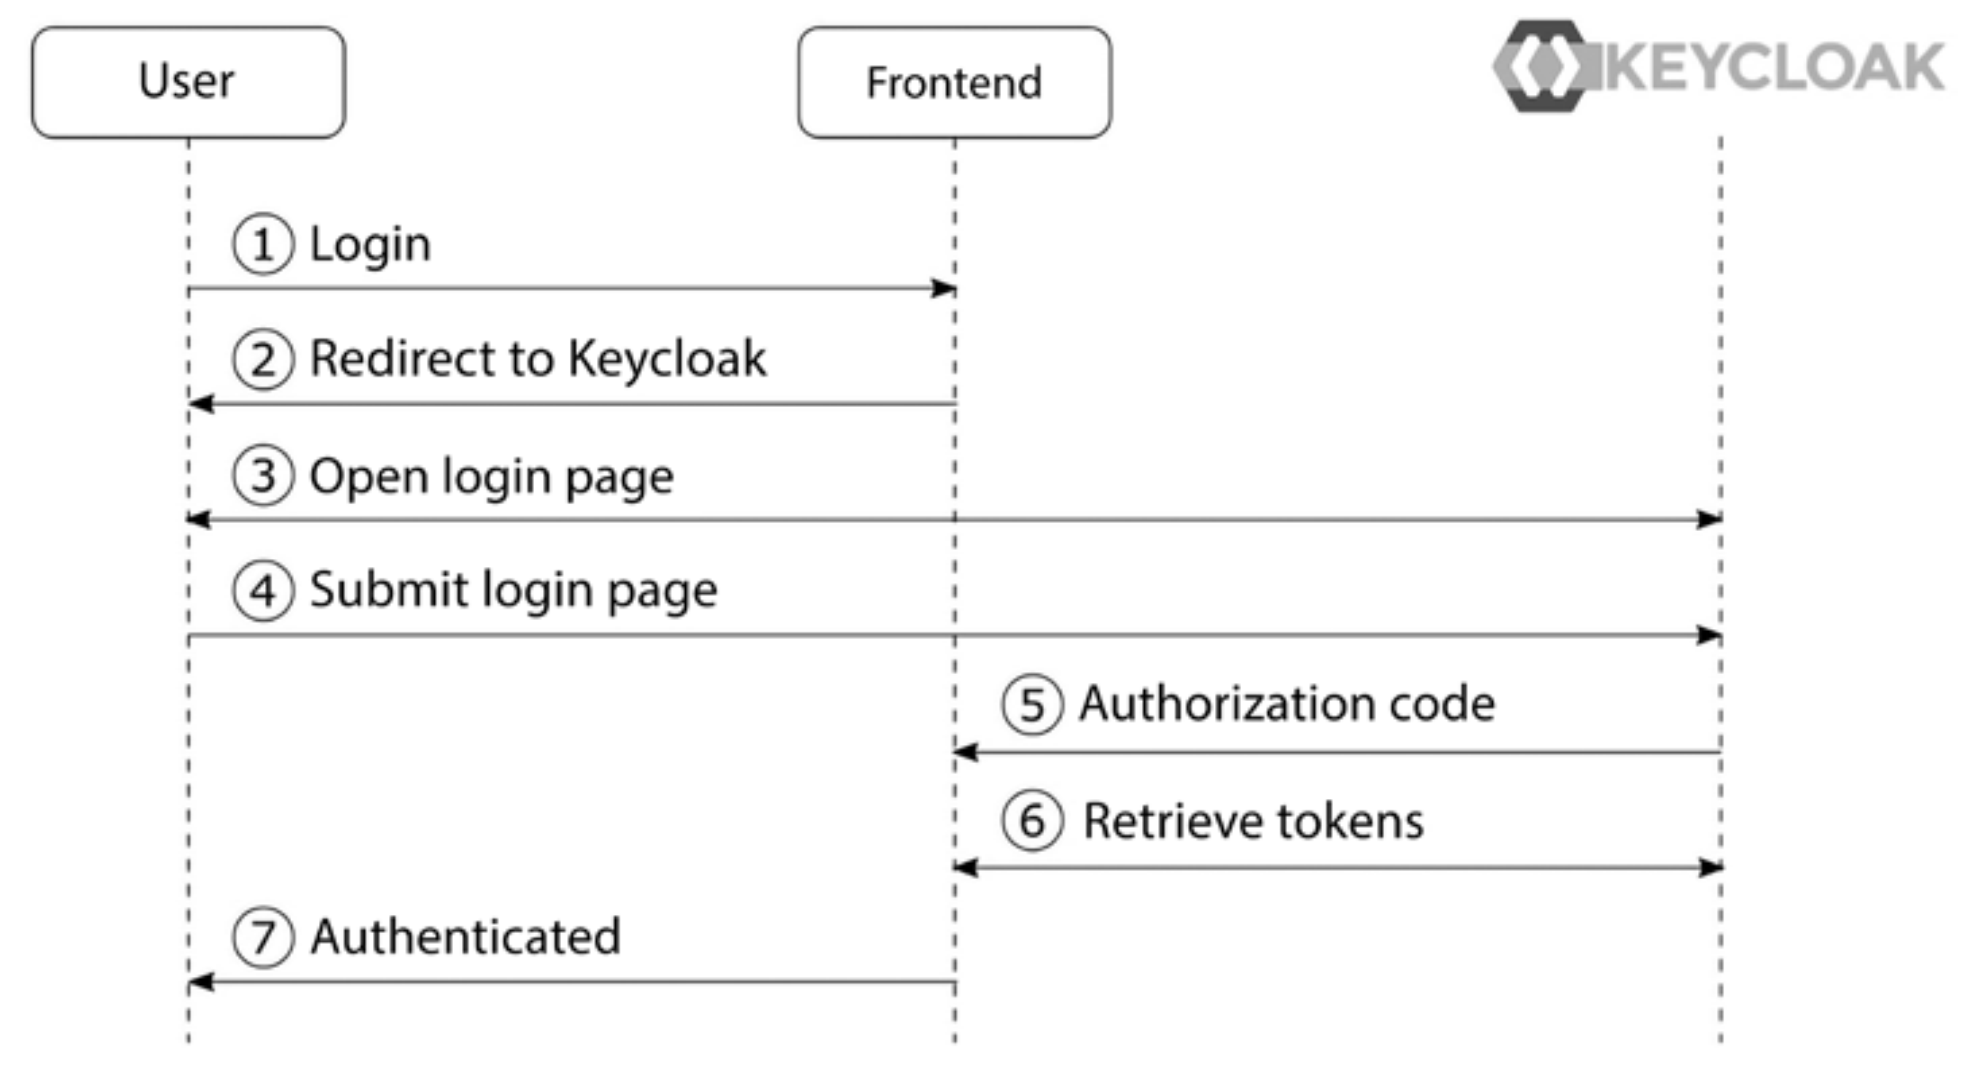 User
Frontend
KEYCLOAK
1 Login
2 Redirect to Keycloak
3 Open login page
4 Submit login page
5 Authorization code
6 Retrieve tokens
7 Authenticated